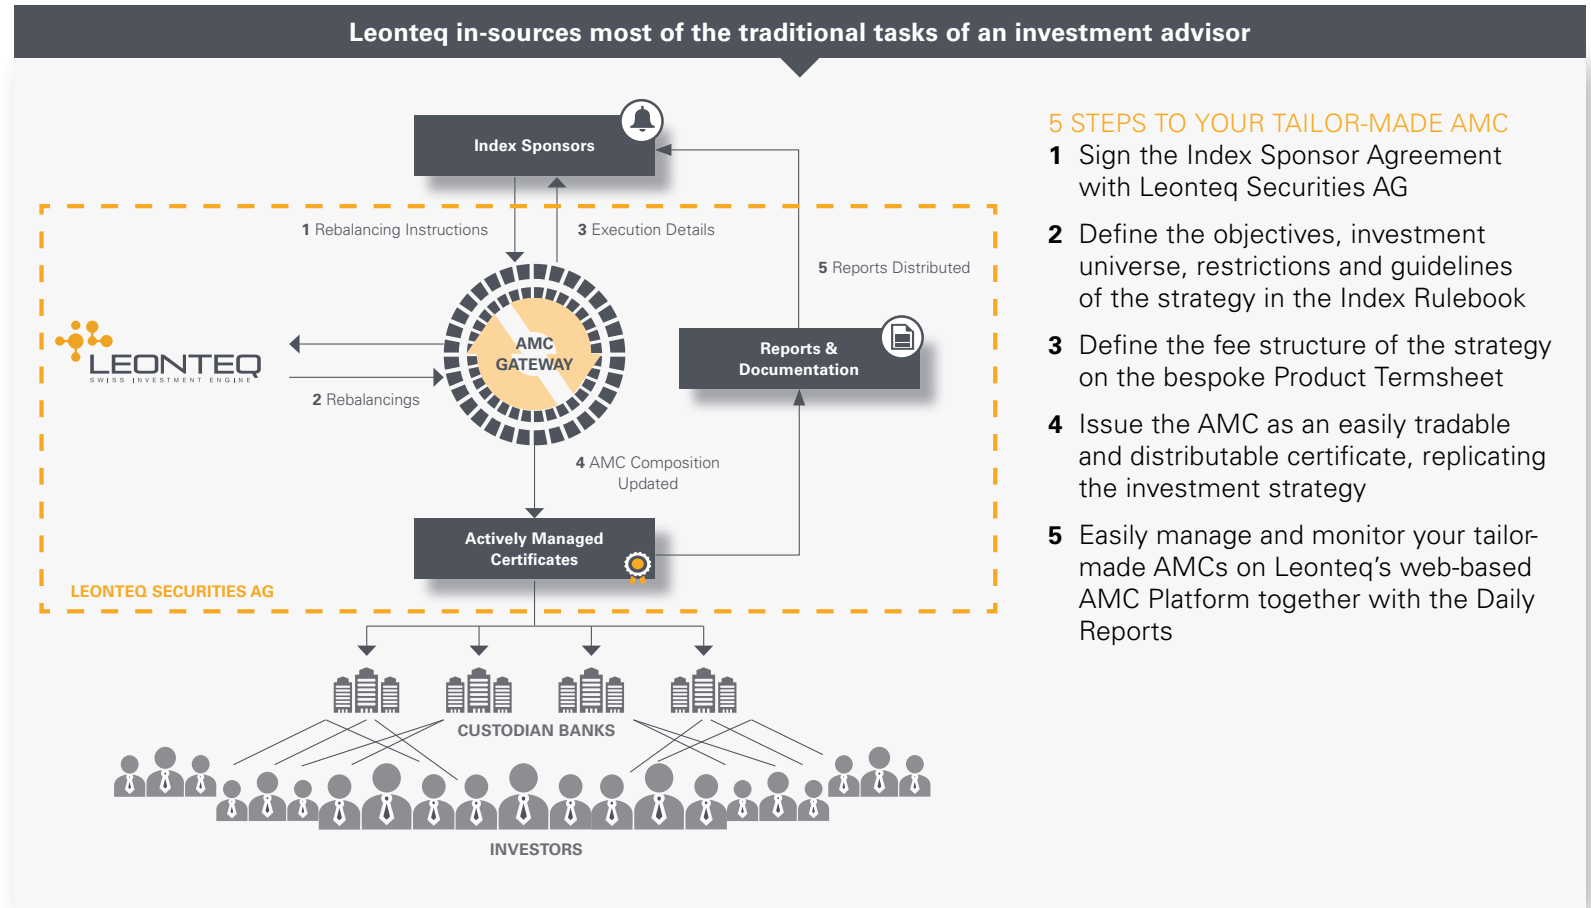 Leonteq in-sources most of the traditional tasks of an investment advisor
Index Sponsors
1 Rebalancing Instructions
3 Execution Details
5 Reports Distributed
LEONTEQ
SWISS INVESTMENT ENGINE
AMC
GATEWAY
Reports &
Documentation
2 Rebalancings
4 AMC Composition
Updated
Actively Managed
Certificates
LEONTEQ SECURITIES AG
CUSTODIAN BANKS
INVESTORS
5 STEPS TO YOUR TAILOR-MADE AMC
1 Sign the Index Sponsor Agreement
with Leonteq Securities AG
2 Define the objectives, investment
universe, restrictions and guidelines
of the strategy in the Index Rulebook
3 Define the fee structure of the strategy
on the bespoke Product Termsheet
4 Issue the AMC as an easily tradable
and distributable certificate, replicating
the investment strategy
5 Easily manage and monitor your tailor-
made AMCs on Leonteq’s web-based
AMC Platform together with the Daily
Reports